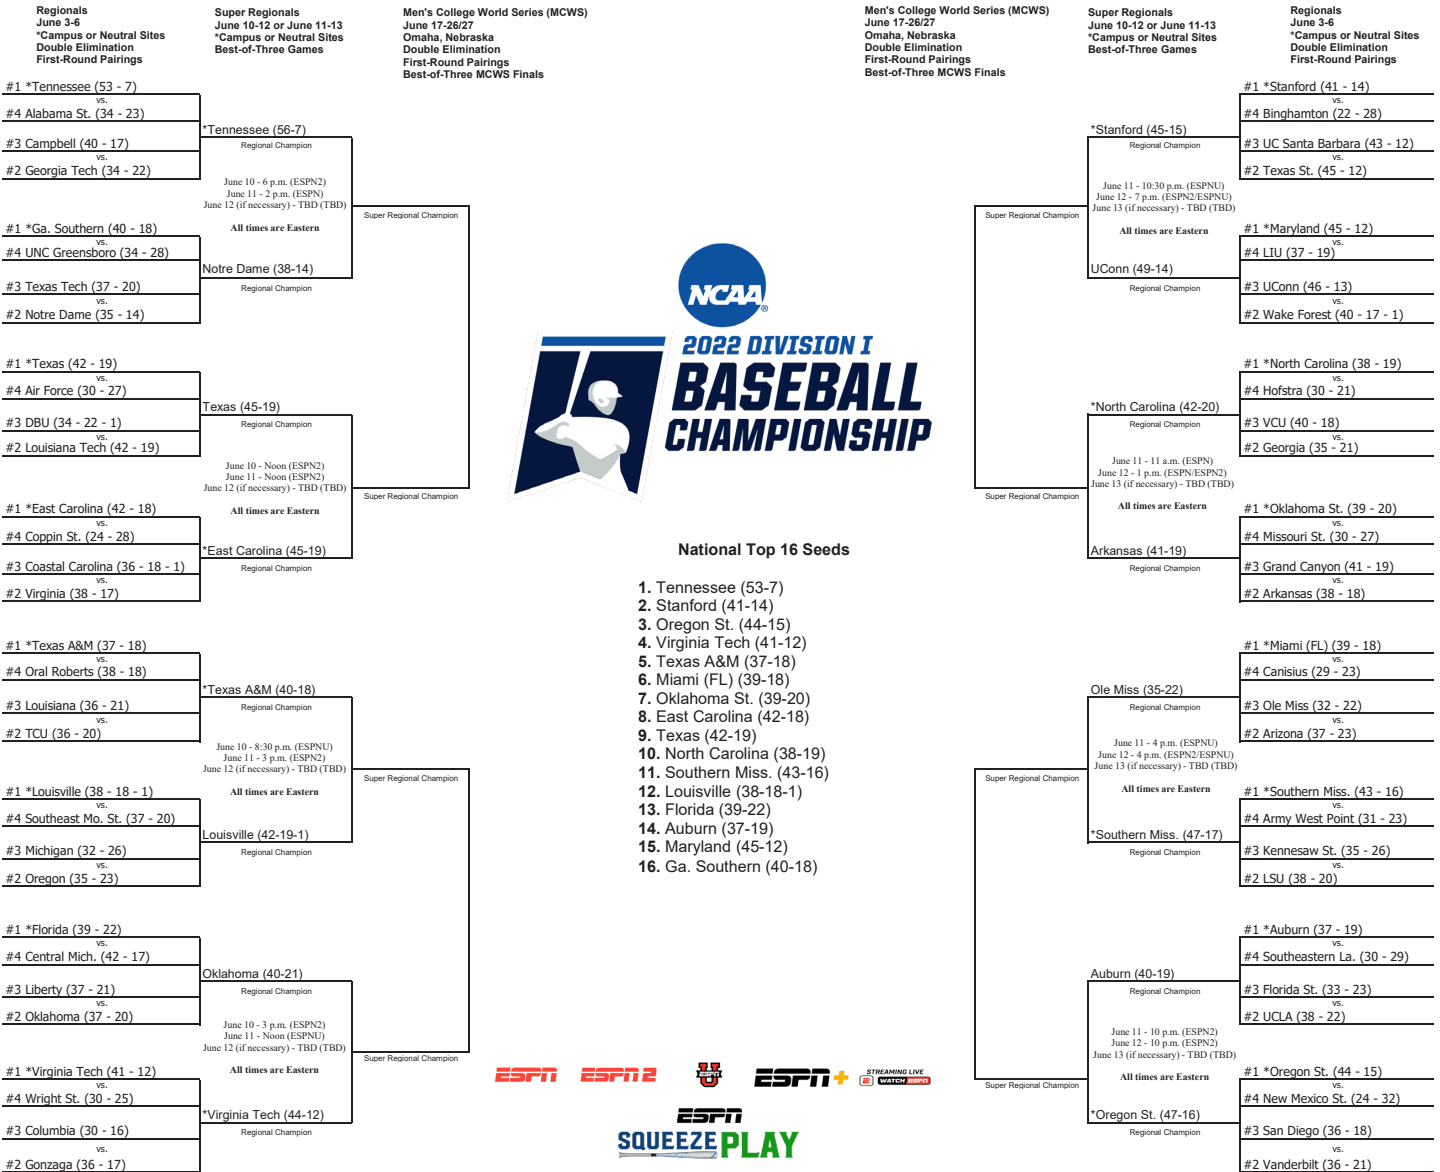 Regionals
June 3-6
*Campus or Neutral Sites
Double Elimination
First-Round Pairings
Super Regionals
June 10-12 or June 11-13
*Campus or Neutral Sites
Best-of-Three Games
Men's College World Series (MCWS)
June 17-26/27
Omaha, Nebraska
Double Elimination
First-Round Pairings
Best-of-Three MCWS Finals
Men's College World Series (MCWS)
June 17-26/27
Omaha, Nebraska
Double Elimination
First-Round Pairings
Best-of-Three MCWS Finals
Super Regionals
June 10-12 or June 11-13
*Campus or Neutral Sites
Best-of-Three Games
Regionals
June 3-6
*Campus or Neutral Sites
Double Elimination
First-Round Pairings
#1 *Tennessee (53 - 7)
vs.
#4 Alabama St. (34 - 23)
#3 Campbell (40 - 17)
vs.
#2 Georgia Tech (34 - 22)
#1 *Ga. Southern (40 - 18)
vs.
#4 UNC Greensboro (34 - 28)
#3 Texas Tech (37 - 20)
vs.
#2 Notre Dame (35 - 14)
#1 *Texas (42 - 19)
vs.
#4 Air Force (30 - 27)
#3 DBU (34 - 22 - 1)
vs.
#2 Louisiana Tech (42 - 19)
#1 *East Carolina (42 - 18)
vs.
#4 Coppin St. (24 - 28)
#3 Coastal Carolina (36 - 18 - 1)
vs.
#2 Virginia (38 - 17)
#1 *Texas A&M (37 - 18)
vs.
#4 Oral Roberts (38 - 18)
#3 Louisiana (36 - 21)
vs.
#2 TCU (36 - 20)
#1 *Louisville (38 - 18 - 1)
vs.
#4 Southeast Mo. St. (37 - 20)
#3 Michigan (32 - 26)
vs.
#2 Oregon (35 - 23)
#1 *Florida (39 - 22)
vs.
#4 Central Mich. (42 - 17)
#3 Liberty (37 - 21)
vs.
#2 Oklahoma (37 - 20)
#1 *Virginia Tech (41 - 12)
vs.
#4 Wright St. (30 - 25)
#3 Columbia (30 - 16)
vs.
#2 Gonzaga (36 - 17)
*Tennessee (56-7)
Regional Champion
June 10 - 6 p.m. (ESPN2)
June 11 - 2 p.m. (ESPN)
June 12 (if necessary) - TBD (TBD)
All times are Eastern
Notre Dame (38-14)
Regional Champion
Texas (45-19)
Regional Champion
June 10 - Noon (ESPN2)
June 11 - Noon (ESPN2)
June 12 (if necessary) - TBD (TBD)
All times are Eastern
*East Carolina (45-19)
Regional Champion
*Texas A&M (40-18)
Regional Champion
June 10 - 8:30 p.m. (ESPNU)
June 11 - 3 p.m. (ESPN2)
June 12 (if necessary) - TBD (TBD)
All times are Eastern
Louisville (42-19-1)
Regional Champion
Oklahoma (40-21)
Regional Champion
June 10 - 3 p.m. (ESPN2)
June 11 - Noon (ESPNU)
June 12 (if necessary) - TBD (TBD)
All times are Eastern
*Virginia Tech (44-12)
Regional Champion
Super Regional Champion
Super Regional Champion
Super Regional Champion
Super Regional Champion
NCAA
®
2022 DIVISION I
BASEBALL
CHAMPIONSHIP
National Top 16 Seeds
1. Tennessee (53-7)
2. Stanford (41-14)
3. Oregon St. (44-15)
4. Virginia Tech (41-12)
5. Texas A&M (37-18)
6. Miami (FL) (39-18)
7. Oklahoma St. (39-20)
8. East Carolina (42-18)
9. Texas (42-19)
10. North Carolina (38-19)
11. Southern Miss. (43-16)
12. Louisville (38-18-1)
13. Florida (39-22)
14. Auburn (37-19)
15. Maryland (45-12)
16. Ga. Southern (40-18)
ESPN ESPN 2 U ESPN+ STREAMING LIVE
WATCH ESPN
ESPN
SQUEEZE PLAY
Super Regional Champion
Super Regional Champion
Super Regional Champion
Super Regional Champion
*Stanford (45-15)
Regional Champion
June 11 - 10:30 p.m. (ESPNU)
June 12 - 7 p.m. (ESPN2/ESPNU)
June 13 (if necessary) - TBD (TBD)
All times are Eastern
UConn (49-14)
Regional Champion
*North Carolina (42-20)
Regional Champion
June 11 - 11 a.m. (ESPN)
June 12 - 1 p.m. (ESPN/ESPN2)
June 13 (if necessary) - TBD (TBD)
All times are Eastern
Arkansas (41-19)
Regional Champion
Ole Miss (35-22)
Regional Champion
June 11 - 4 p.m. (ESPNU)
June 12 - 4 p.m. (ESPN2/ESPNU)
June 13 (if necessary) - TBD (TBD)
All times are Eastern
*Southern Miss. (47-17)
Regional Champion
Auburn (40-19)
Regional Champion
June 11 - 10 p.m. (ESPN2)
June 12 - 10 p.m. (ESPN2)
June 13 (if necessary) - TBD (TBD)
All times are Eastern
*Oregon St. (47-16)
Regional Champion
#1 *Stanford (41 - 14)
vs.
#4 Binghamton (22 - 28)
#3 UC Santa Barbara (43 - 12)
vs.
#2 Texas St. (45 - 12)
#1 *Maryland (45 - 12)
vs.
#4 LIU (37 - 19)
#3 UConn (46 - 13)
vs.
#2 Wake Forest (40 - 17 - 1)
#1 *North Carolina (38 - 19)
vs.
#4 Hofstra (30 - 21)
#3 VCU (40 - 18)
vs.
#2 Georgia (35 - 21)
#1 *Oklahoma St. (39 - 20)
vs.
#4 Missouri St. (30 - 27)
#3 Grand Canyon (41 - 19)
vs.
#2 Arkansas (38 - 18)
#1 *Miami (FL) (39 - 18)
vs.
#4 Canisius (29 - 23)
#3 Ole Miss (32 - 22)
vs.
#2 Arizona (37 - 23)
#1 *Southern Miss. (43 - 16)
vs.
#4 Army West Point (31 - 23)
#3 Kennesaw St. (35 - 26)
vs.
#2 LSU (38 - 20)
#1 *Auburn (37 - 19)
vs.
#4 Southeastern La. (30 - 29)
#3 Florida St. (33 - 23)
vs.
#2 UCLA (38 - 22)
#1 *Oregon St. (44 - 15)
vs.
#4 New Mexico St. (24 - 32)
#3 San Diego (36 - 18)
vs.
#2 Vanderbilt (36 - 21)